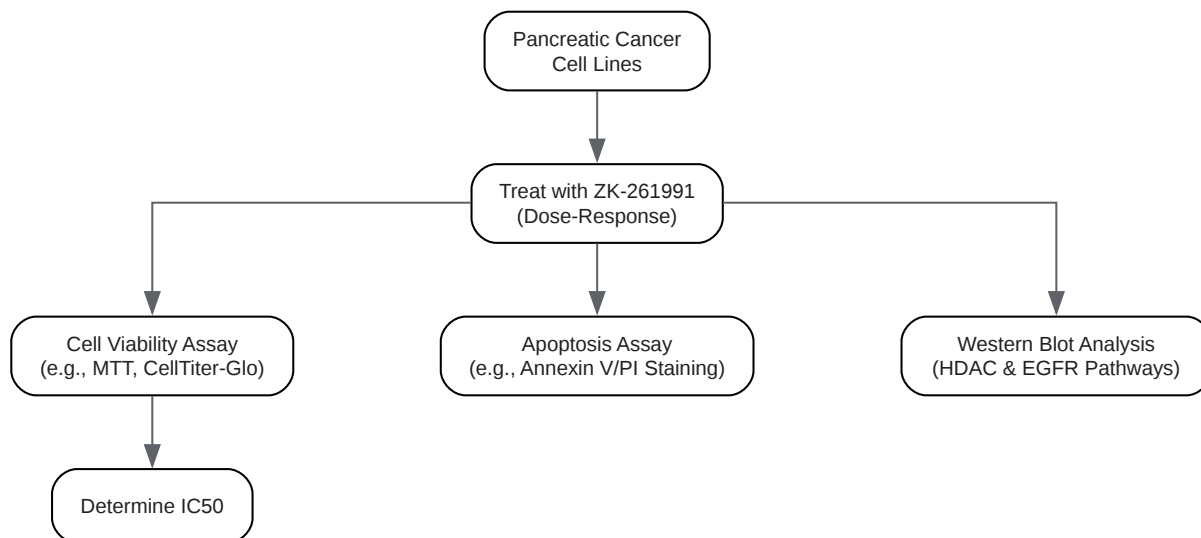 Pancreatic Cancer
Cell Lines
Treat with ZK-261991
(Dose-Response)
Cell Viability Assay
(e.g., MTT, CellTiter-Glo)
Apoptosis Assay
(e.g., Annexin V/PI Staining)
Western Blot Analysis
(HDAC & EGFR Pathways)
Determine IC50